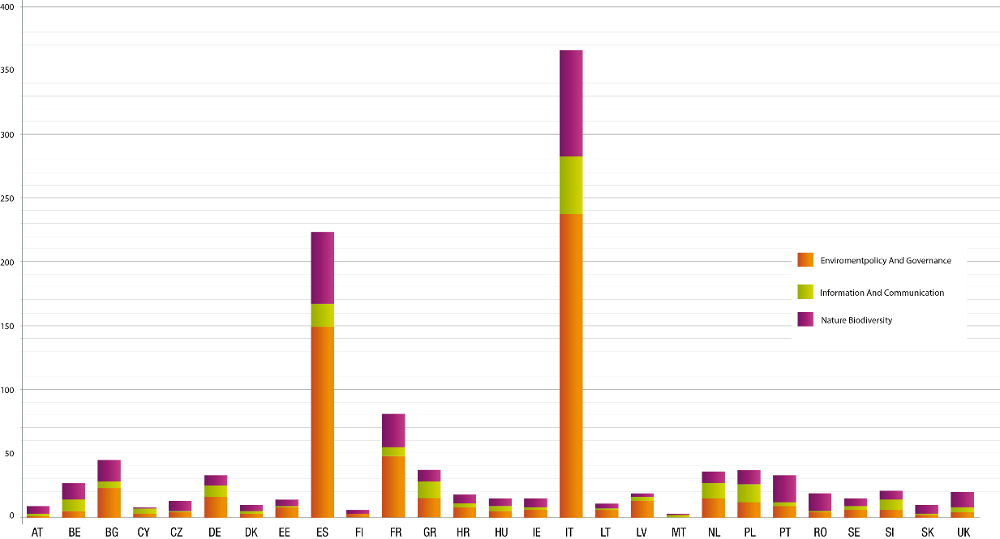 400
350
300
250
200
150
100
50
0
Enviromentpolicy And Governance
Information And Communication
Nature Biodiversity
AT BE BG CY CZ DE DK EE ES FI FR GR HR HU IE IT LT LV MT NL PL PT RO SE SI SK UK